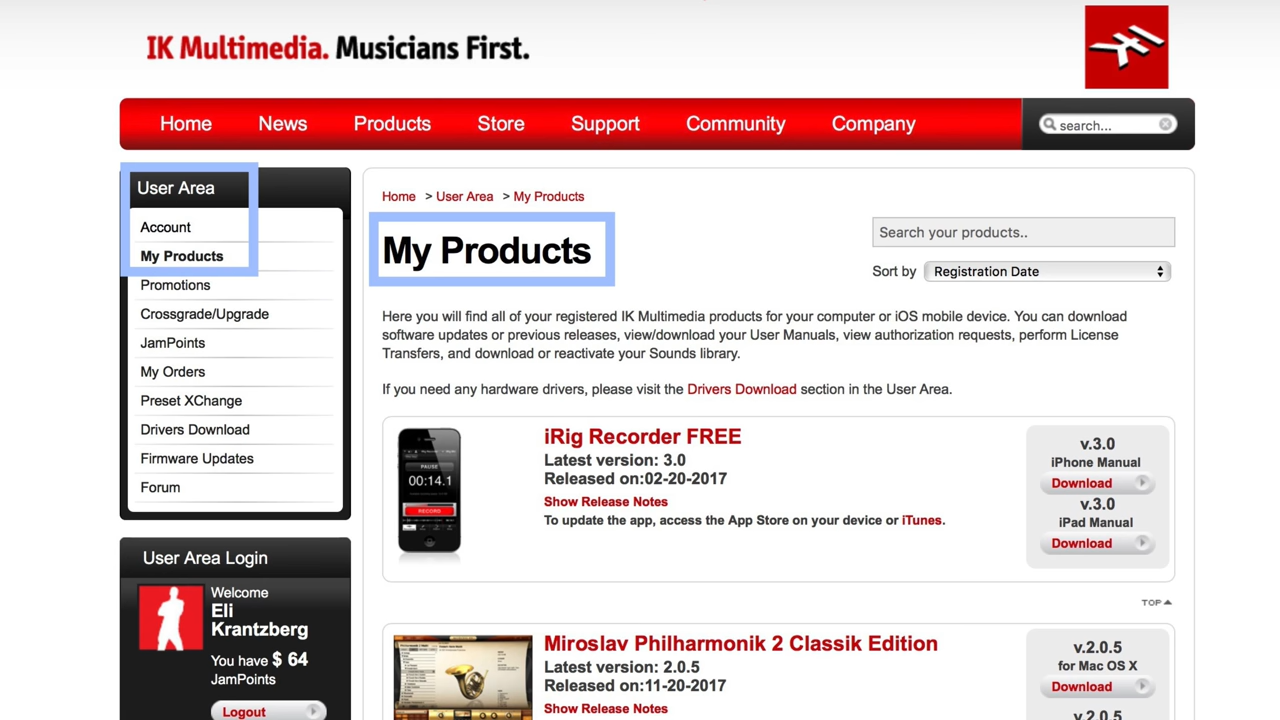 IK Multimedia. Musicians First.
Home
News
Products
Store
Support
Community
Company
search...
User Area
Account
My Products
Promotions
Crossgrade/Upgrade
JamPoints
My Orders
Preset XChange
Drivers Download
Firmware Updates
Forum
User Area Login
Welcome
Eli
Krantzberg
You have $ 64
JamPoints
Logout
Home > User Area > My Products
My Products
Search your products..
Sort by Registration Date
Here you will find all of your registered IK Multimedia products for your computer or iOS mobile device. You can download
software updates or previous releases, view/download your User Manuals, view authorization requests, perform License
Transfers, and download or reactivate your Sounds library.
If you need any hardware drivers, please visit the Drivers Download section in the User Area.
PAUSE
00:14.1
RECORD
iRig Recorder FREE
Latest version: 3.0
Released on:02-20-2017
Show Release Notes
To update the app, access the App Store on your device or iTunes.
v.3.0
iPhone Manual
Download
v.3.0
iPad Manual
Download
TOP
Miroslav Philharmonik 2 Classik Edition
Latest version: 2.0.5
Released on:11-20-2017
Show Release Notes
v.2.0.5
for Mac OS X
Download
v.2.0.5